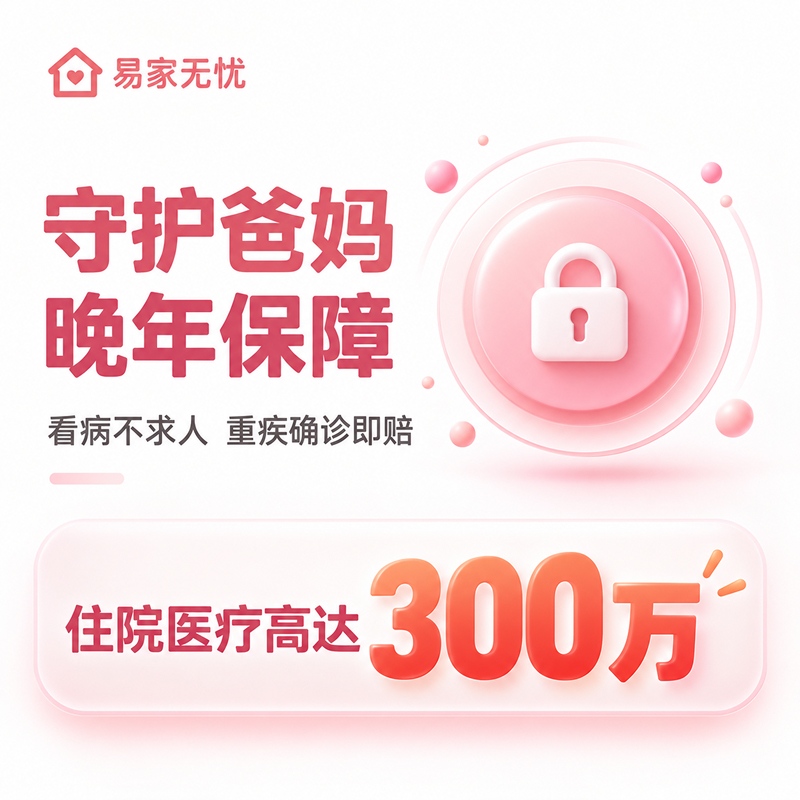 易家无忧
守护爸妈
晚年保障
看病不求人 重疾确诊即赔
住院医疗高达300万